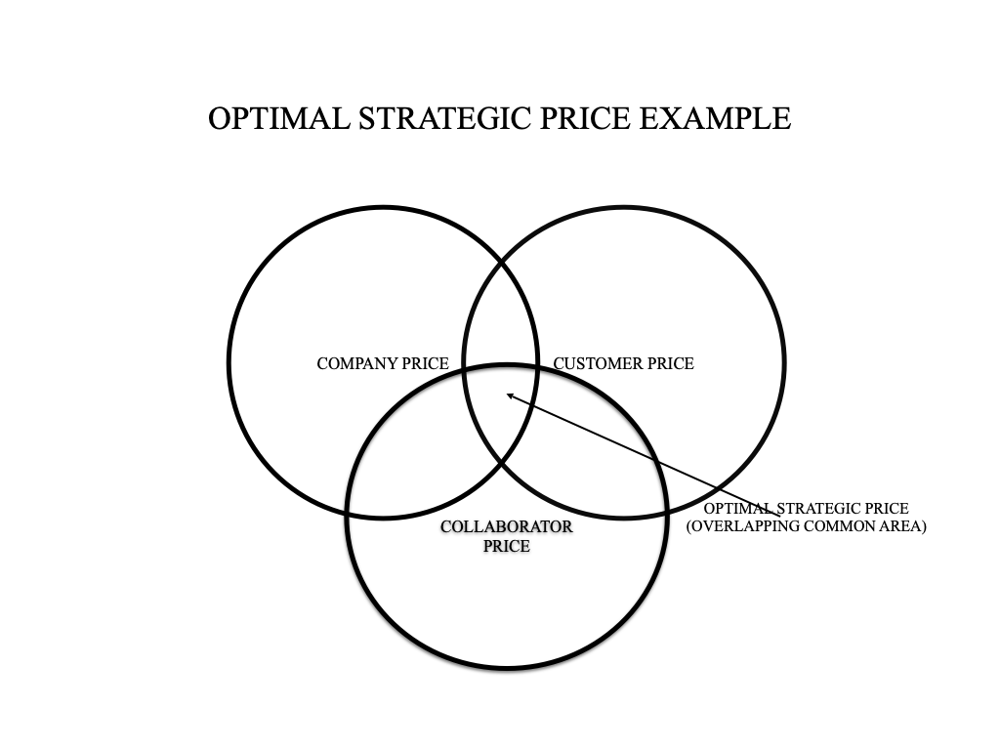 OPTIMAL STRATEGIC PRICE EXAMPLE
COMPANY PRICE
CUSTOMER PRICE
OPTIMAL STRATEGIC PRICE
(OVERLAPPING COMMON AREA)
COLLABORATOR
PRICE